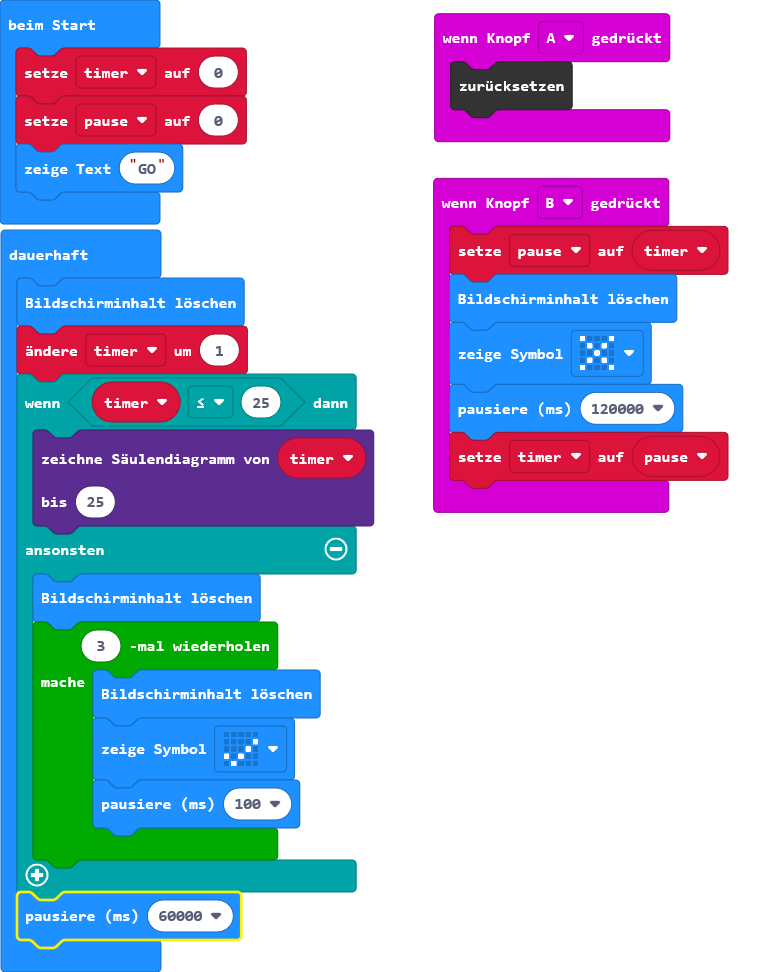 beim Start
setze timer auf 0
setze pause auf 0
zeige Text "GO"
dauerhaft
Bildschirminhalt löschen
ändere timer um 1
wenn timer ≤ 25 dann
zeichne Säulendiagramm von timer
bis 25
ansonsten
Bildschirminhalt löschen
3 -mal wiederholen
mache
Bildschirminhalt löschen
zeige Symbol
pausiere (ms) 100
pausiere (ms) 60000
wenn Knopf A gedrückt
zurücksetzen
wenn Knopf B gedrückt
setze pause auf timer
Bildschirminhalt löschen
zeige Symbol
pausiere (ms) 120000
setze timer auf pause